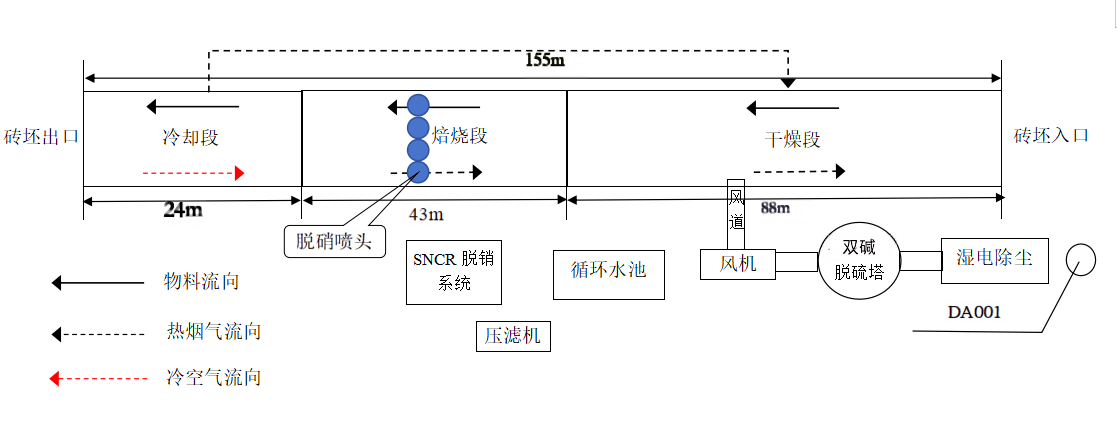 155m
砖坯出口
冷却段
焙烧段
干燥段
砖坯入口
24m
43m
88m
脱硝喷头
风道
SNCR 脱销
系统
循环水池
风机
双碱
脱硫塔
湿电除尘
物料流向
DA001
热烟气流向
压滤机
冷空气流向